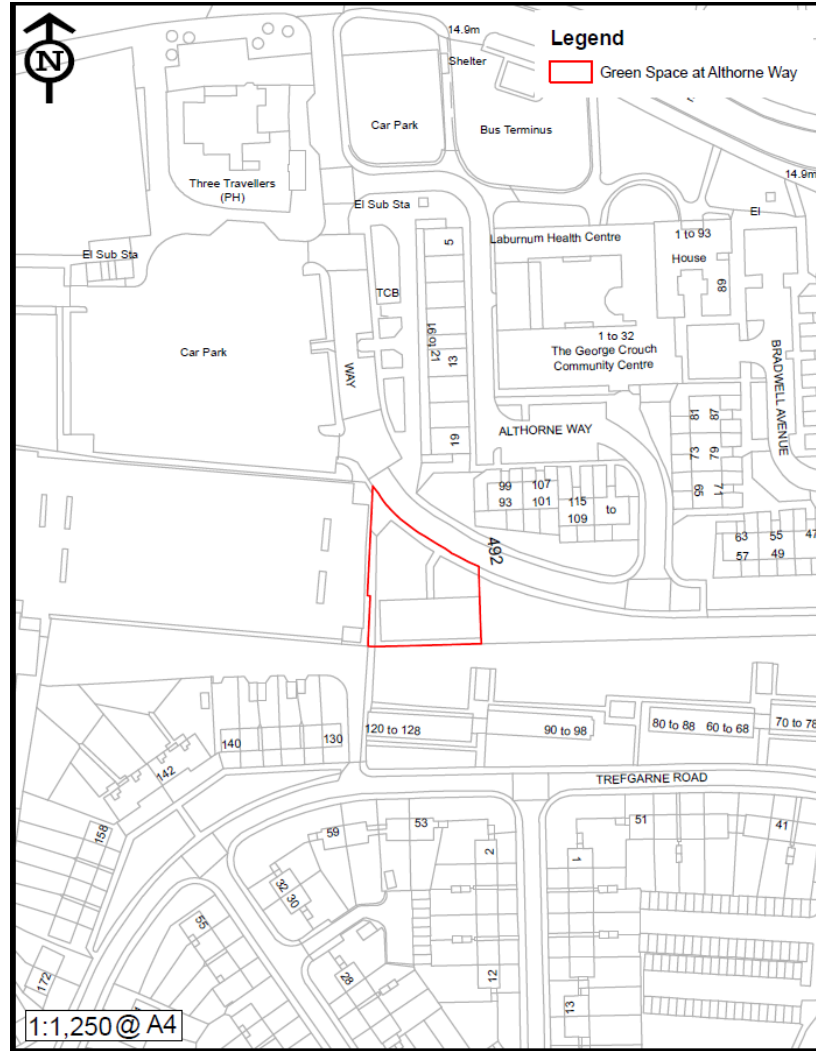 N
14.9m
Legend
Green Space at Althorne Way
Shelter
Car Park
Bus Terminus
14.9m
Three Travellers
(PH)
El Sub Sta
El
5
Laburnum Health Centre
1 to 93
House
89
El Sub Sta
TCB
Car Park
WAY
91 to 21
13
1 to 32
The George Crouch
Community Centre
BRADWELL AVENUE
19
ALTHORNE WAY
81
87
73
79
65
71
99
107
93
101
115
109
to
492
63
55
47
57
49
140
130
120 to 128
90 to 98
80 to 88
60 to 68
70 to 78
142
TREFGARNE ROAD
158
59
53
2
1
51
41
32
30
55
28
12
172
13
1:1,250 @ A4